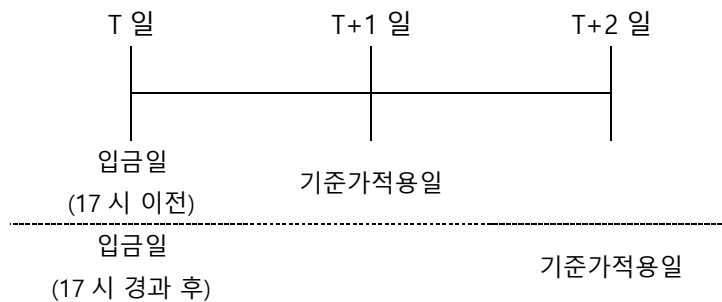 T 일 T+1 일 T+2 일
입금일
(17 시 이전)
기준가적용일
입금일
(17 시 경과 후)
기준가적용일